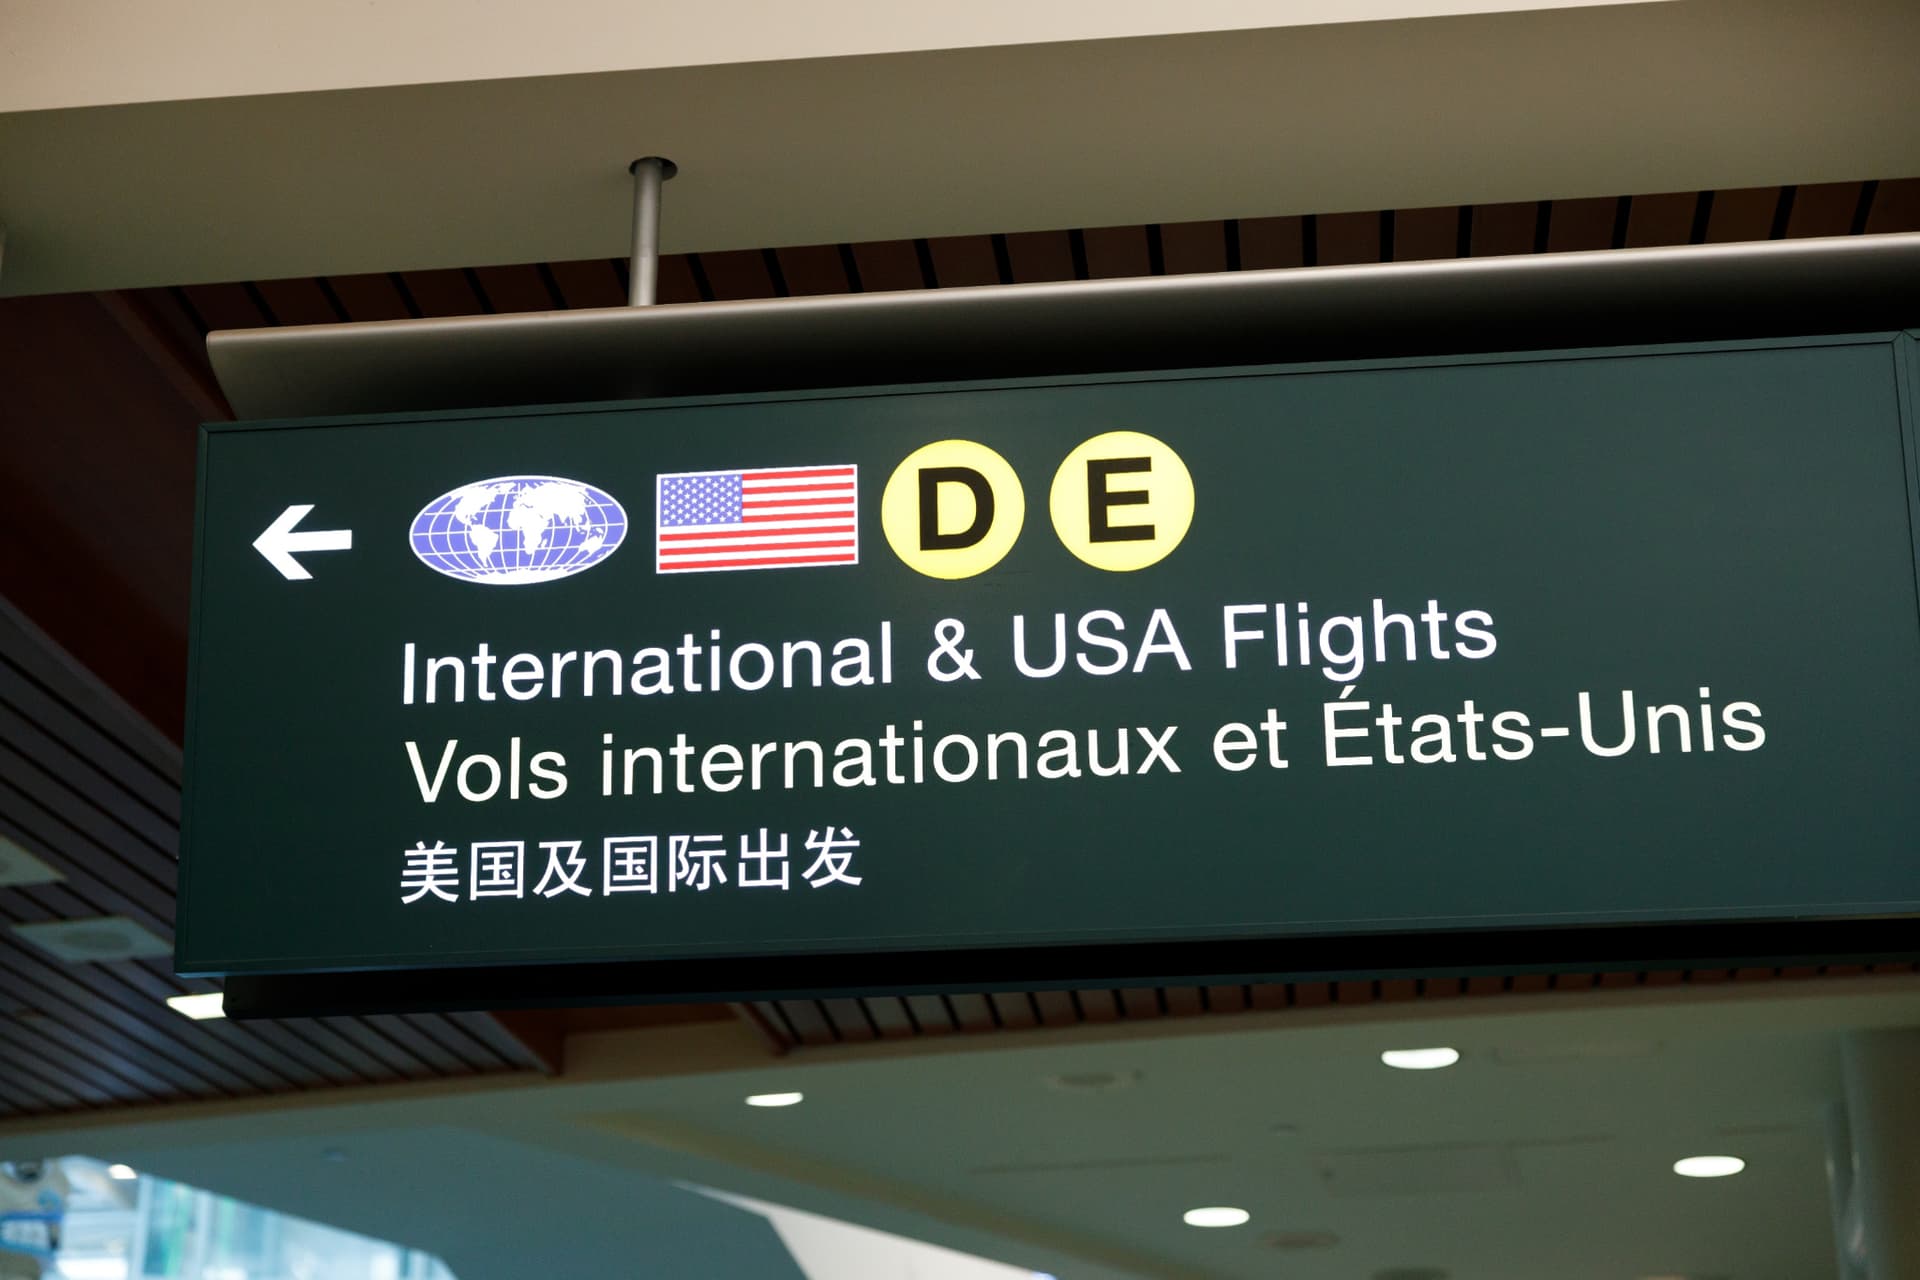 D E
International & USA Flights
Vols internationaux et États-Unis
美国及国际出发